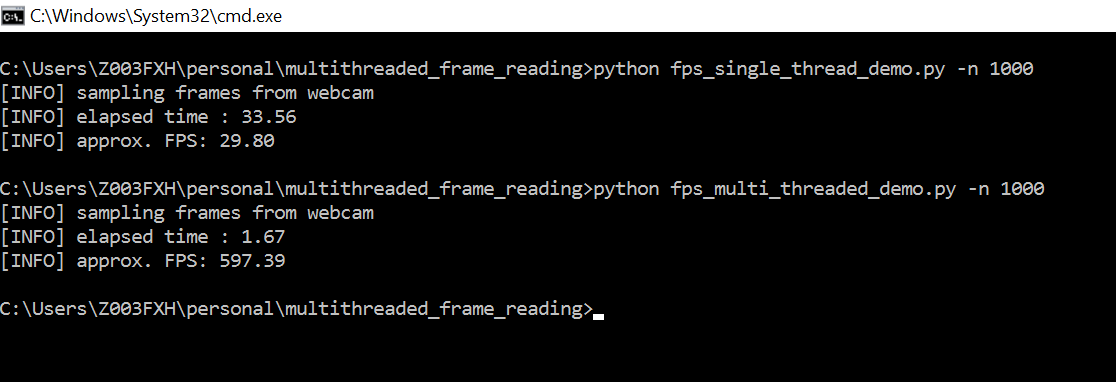 C:\Windows\System32\cmd.exe
C:\Users\Z003FXH\personal\multithreaded_frame_reading>python fps_single_thread_demo.py -n 1000
[INFO] sampling frames from webcam
[INFO] elapsed time : 33.56
[INFO] approx. FPS: 29.80
C:\Users\Z003FXH\personal\multithreaded_frame_reading>python fps_multi_threaded_demo.py -n 1000
[INFO] sampling frames from webcam
[INFO] elapsed time : 1.67
[INFO] approx. FPS: 597.39
C:\Users\Z003FXH\personal\multithreaded_frame_reading>